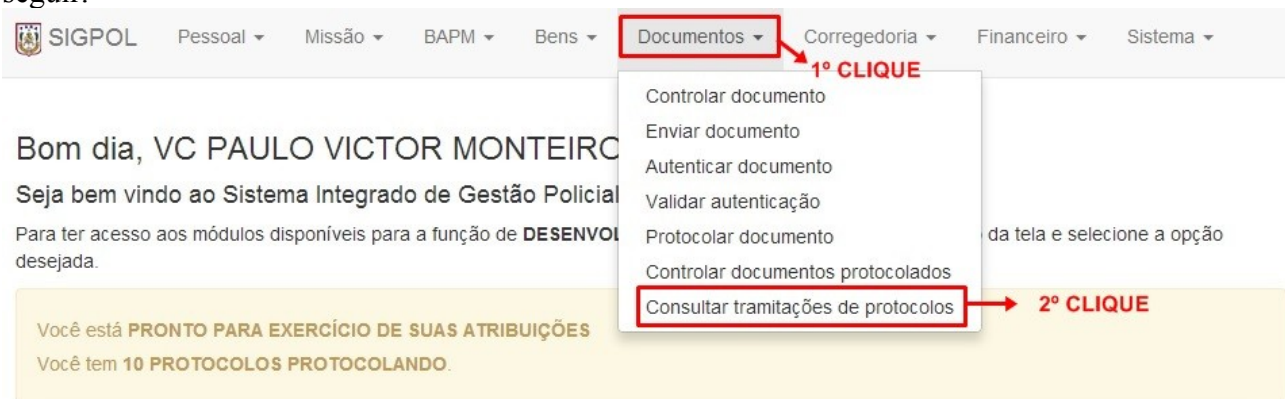 seguir:
SIGPOL Pessoal Missão BAPM Bens Documentos Corregedoria Financeiro Sistema
1º CLIQUE
Controlar documento
Enviar documento
Autenticar documento
Validar autenticação
Protocolar documento
Controlar documentos protocolados
Consultar tramitações de protocolos 2º CLIQUE
Bom dia, VC PAULO VICTOR MONTEIRO
Seja bem vindo ao Sistema Integrado de Gestão Policial
Para ter acesso aos módulos disponíveis para a função de DESENVOL da tela e selecione a opção
desejada.
Você está PRONTO PARA EXERCÍCIO DE SUAS ATRIBUIÇÕES
Você tem 10 PROTOCOLOS PROTOCOLANDO.